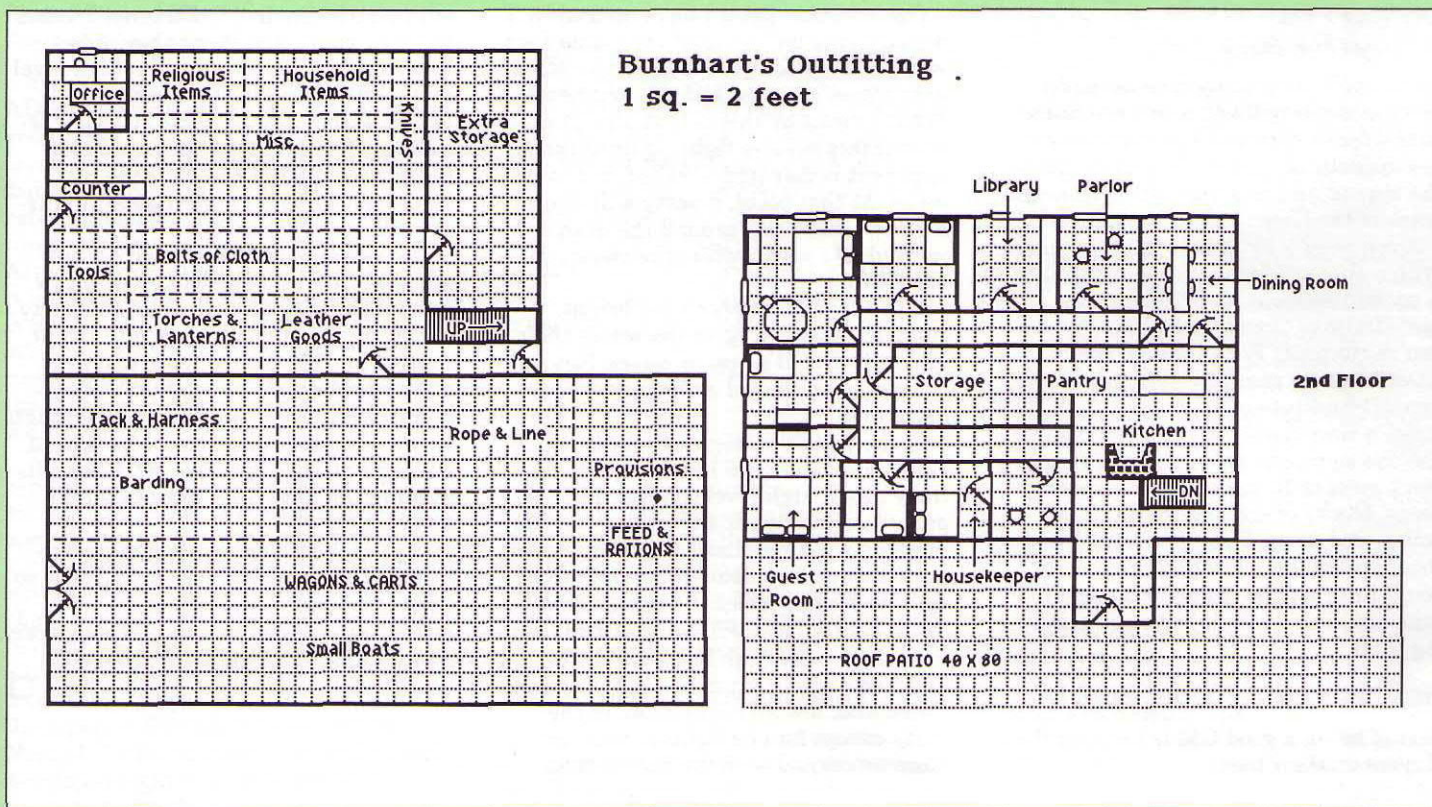 Burnhart's Outfitting
1 sq. = 2 feet
Office
Religious
Items
Household
Items
Knives
Extra
Storage
Misc.
Counter
Tools
Bolts of Cloth
Torches &
Lanterns
Leather
Goods
UP
Tack & Harness
Barding
Rope & Line
Provisions
FEED &
RATIONS
WAGONS & CARTS
Small Boats
Library
Parlor
Dining Room
Storage
Pantry
2nd Floor
Kitchen
DN
Guest
Room
Housekeeper
ROOF PATIO 40 X 80